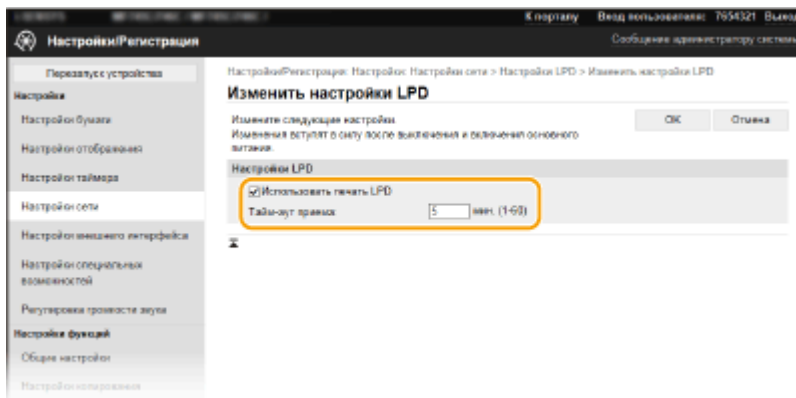 К порталу Вход пользователя: 7654321 Выход
Настройки/Регистрация
Сообщение администратору системы
Перезапуск устройства
Настройки/Регистрация: Настройки: Настройки сети > Настройки LPD > Изменить настройки LPD
Настройки
Изменить настройки LPD
Настройки бумаги
Измените следующие настройки.
OK Отмена
Изменения вступят в силу после выключения и включения основного
питания.
Настройки отображения
Настройки LPD
Настройки таймера
Использовать печать LPD
Настройки сети
Тайм-аут приема: 5 мин. (1-60)
Настройки внешнего интерфейса
Настройки специальных
возможностей
Регулировка громкости звука
Настройки функций
Общие настройки
Настройки копирования